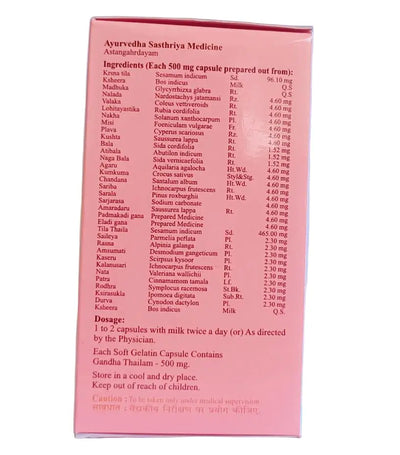 Ayurvedha Sasthriya Medicine
Astangahrdayam
Ingredients (Each 500 mg capsule prepared out from):
Krsna tila Sesamum indicum Sd. 96.10 mg
Ksheera Bos indicus Milk Q.S
Madhuka Glycyrrhizza glabra Rt. Q.S
Nalada Nardostachys jatamansi Rz. 4.60 mg
Valaka Coleus vettiveroids Rt. 4.60 mg
Lohitayastika Rubia cordifolia Rt. 4.60 mg
Nakha Solanum xanthocarpum Pl. 4.60 mg
Misi Foeniculum vulgarae Fr. 4.60 mg
Plava Cyperus scariosus Rz. 4.60 mg
Kushta Saussurea lappa Rt. 4.60 mg
Bala Sida cordifolia Rt. 1.52 mg
Atibala Abutilon indicum Rt. 1.52 mg
Naga Bala Sida vernicaefolia Rt. 1.52 mg
Agaru Aquilaria agalocha Ht.Wd. 4.60 mg
Kumkuma Crocus sativus Styl&Stg. 4.60 mg
Chandana Santalum album Ht.Wd. 4.60 mg
Sariba Ichnocarpus frutescens Rt. 4.60 mg
Sarala Pinus roxburghii Ht.Wd. 4.60 mg
Sarjarasa Sodium carbonate 4.60 mg
Amaradaru Saussurea lappa Rt. 4.60 mg
Padmakadi gana Prepared Medicine 4.60 mg
Eladi gana Prepared Medicine 4.60 mg
Tila Thaila Sesamum indicum Sd. 465.00 mg
Saileya Parmelia peflata Pl. 2.30 mg
Rasna Alpinia galanga Rt. 2.30 mg
Amsumati Desmodium gangeticum Pl. 2.30 mg
Kaseru Scirpsus kysoor Pl. 2.30 mg
Kalanusari Ichnocarpus frutescens Rt. 2.30 mg
Nata Valeriana wallichii Pl. 2.30 mg
Patra Cinnamamom tamala Lf. 2.30 mg
Rodhra Symplocus racemosa St.Bk. 2.30 mg
Ksirasukla Ipomea digitata Sub.Rt. 2.30 mg
Durva Cynodon dactylon Pl. 2.30 mg
Ksheera Bos indicus Milk Q.S.
Dosage:
1 to 2 capsules with milk twice a day (or) As directed
by the Physician.
Each Soft Gelatin Capsule Contains
Gandha Thailam - 500 mg.
Store in a cool and dry place.
Keep out of reach of children.
Caution : To be taken only under medical supervision
सावधान : वैद्यकीय निरीक्षण पर प्रयोग कीजिए.